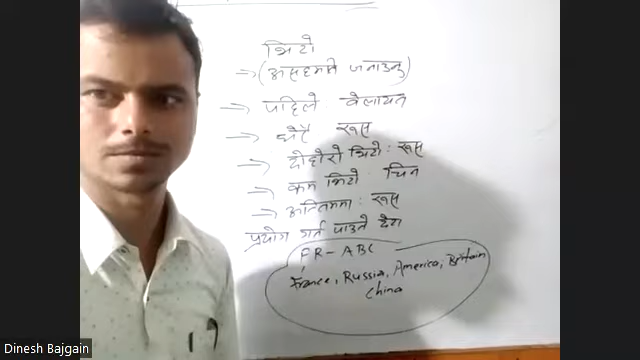 भिटो
→ (असहमति जनाउनु)
→ पहिले बेलायत
→ धेरै रूस
→ दोहोरो भिटो : रूस
→ कम भिटो : चिन
→ अन्तिममा : रूस
प्रयोग गर्न पाउने देश
FR - ABC
France, Russia, America, Britain
China
Dinesh Bajgain